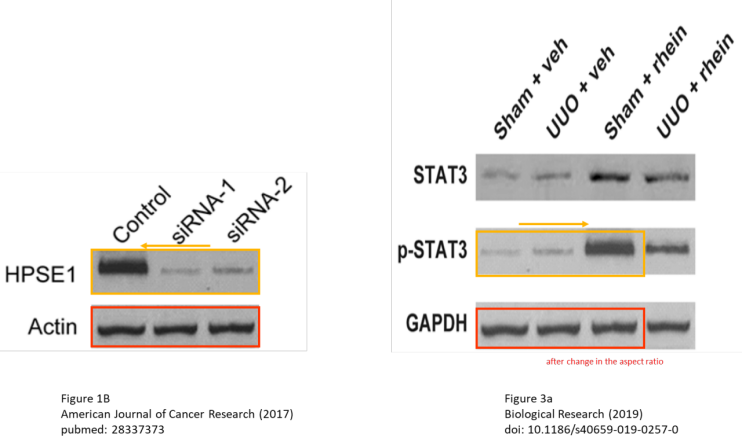 Control
siRNA-1
siRNA-2
HPSE1
Actin
Figure 1B
American Journal of Cancer Research (2017)
pubmed: 28337373
Sham + veh
UUO + veh
Sham + rhein
UUO + rhein
STAT3
p-STAT3
GAPDH
after change in the aspect ratio
Figure 3a
Biological Research (2019)
doi: 10.1186/s40659-019-0257-0